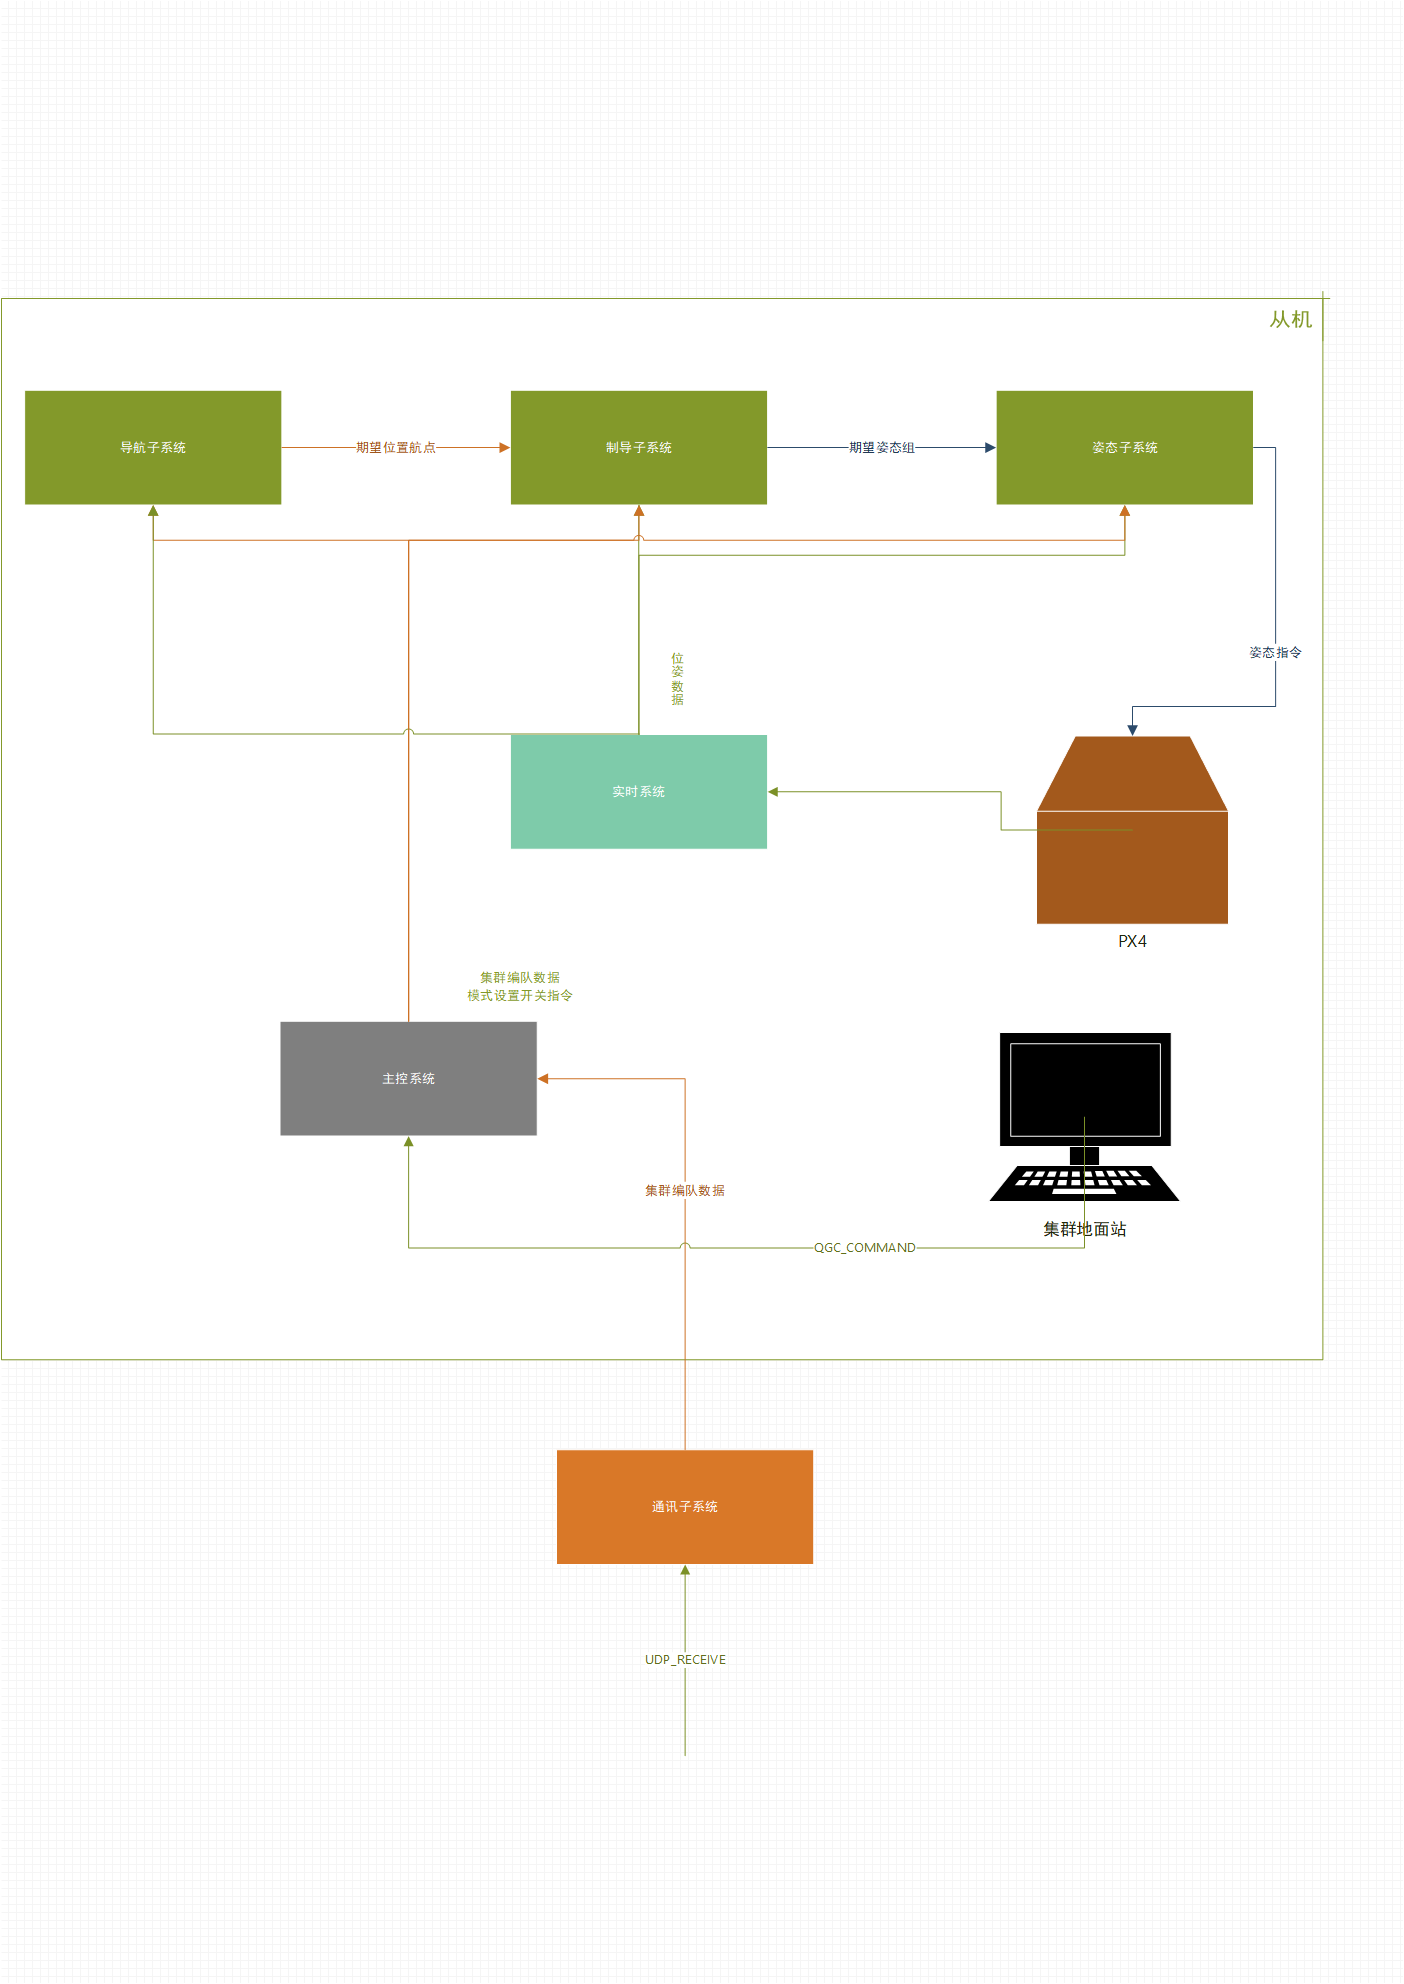 从机
导航子系统
期望位置航点
制导子系统
期望姿态组
姿态子系统
姿态指令
位
姿
数
据
实时系统
PX4
集群编队数据
模式设置开关指令
主控系统
集群编队数据
集群地面站
QGC_COMMAND
通讯子系统
UDP_RECEIVE